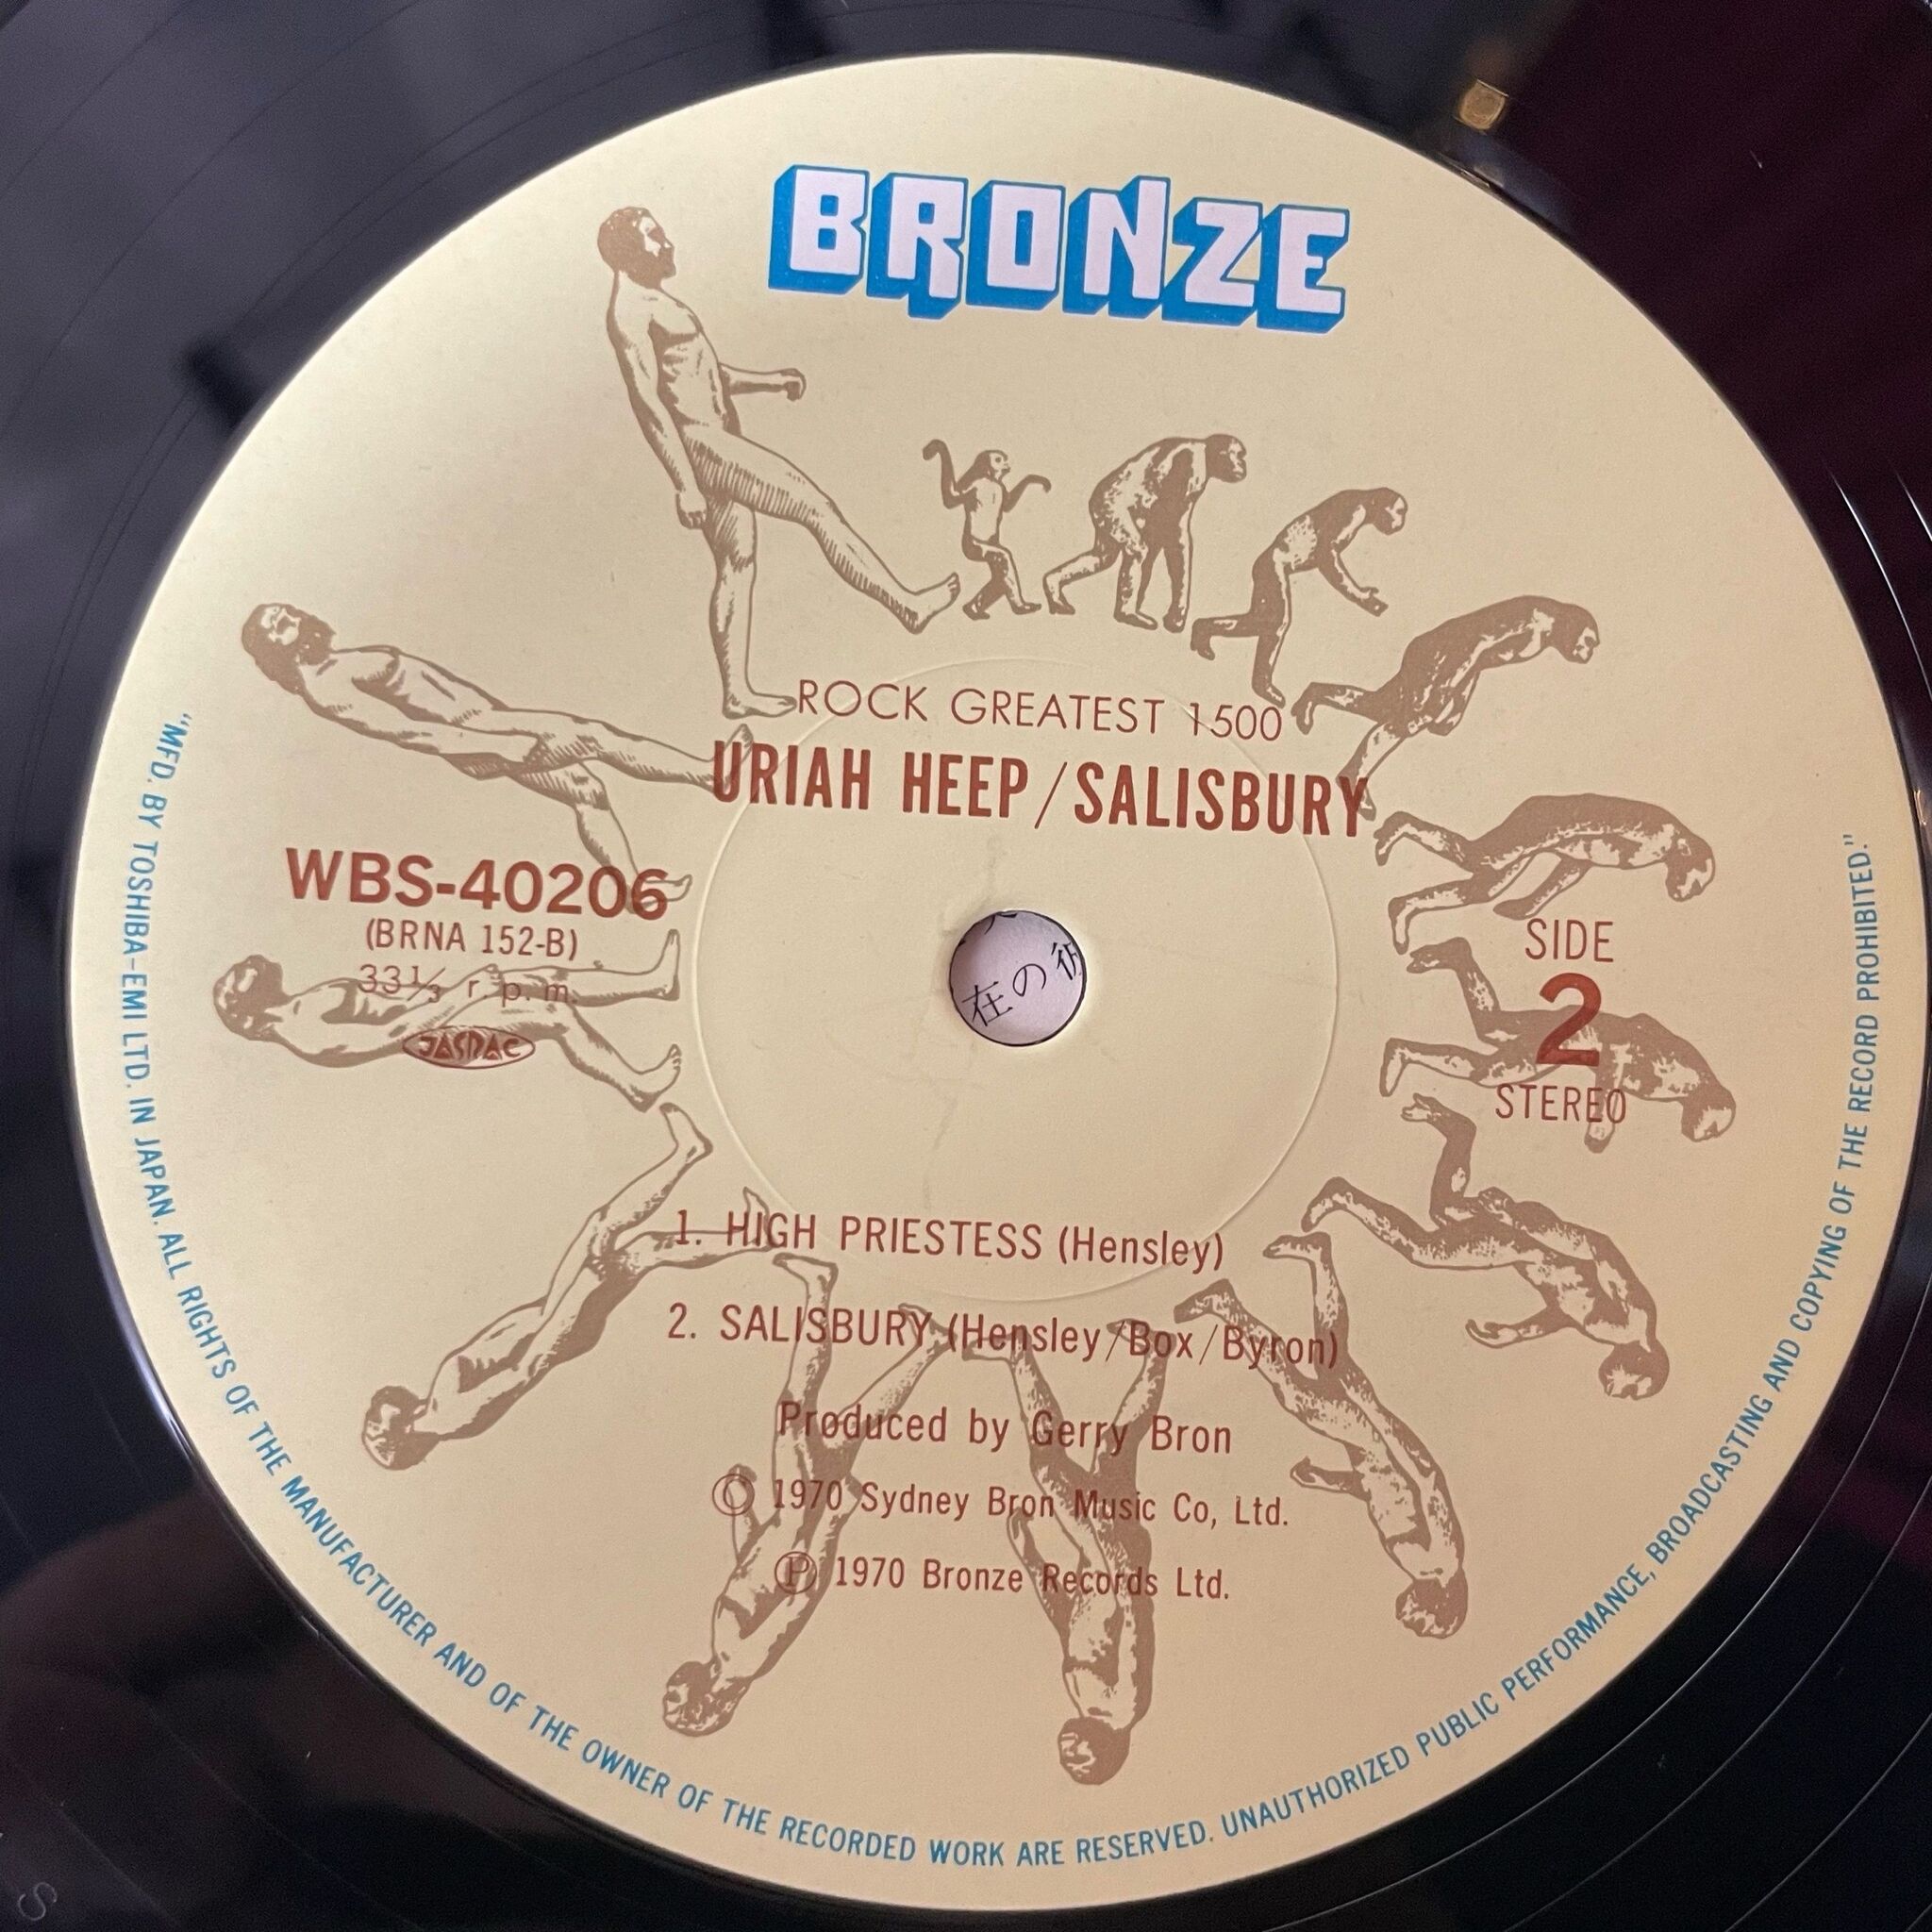 BRONZE
ROCK GREATEST 1500
URIAH HEEP/SALISBURY
WBS-40206
(BRNA 152-B)
33⅓ r.p.m.
JASRAC
SIDE
2
STEREO
在の彼
1. HIGH PRIESTESS (Hensley)
2. SALISBURY (Hensley/Box/Byron)
Produced by Gerry Bron
Ⓒ 1970 Sydney Bron Music Co, Ltd.
Ⓟ 1970 Bronze Records Ltd.
"MFD. BY TOSHIBA-EMI LTD. IN JAPAN. ALL RIGHTS OF THE MANUFACTURER AND OF THE OWNER OF THE RECORDED WORK ARE RESERVED. UNAUTHORIZED PUBLIC PERFORMANCE, BROADCASTING AND COPYING OF THE RECORD PROHIBITED."